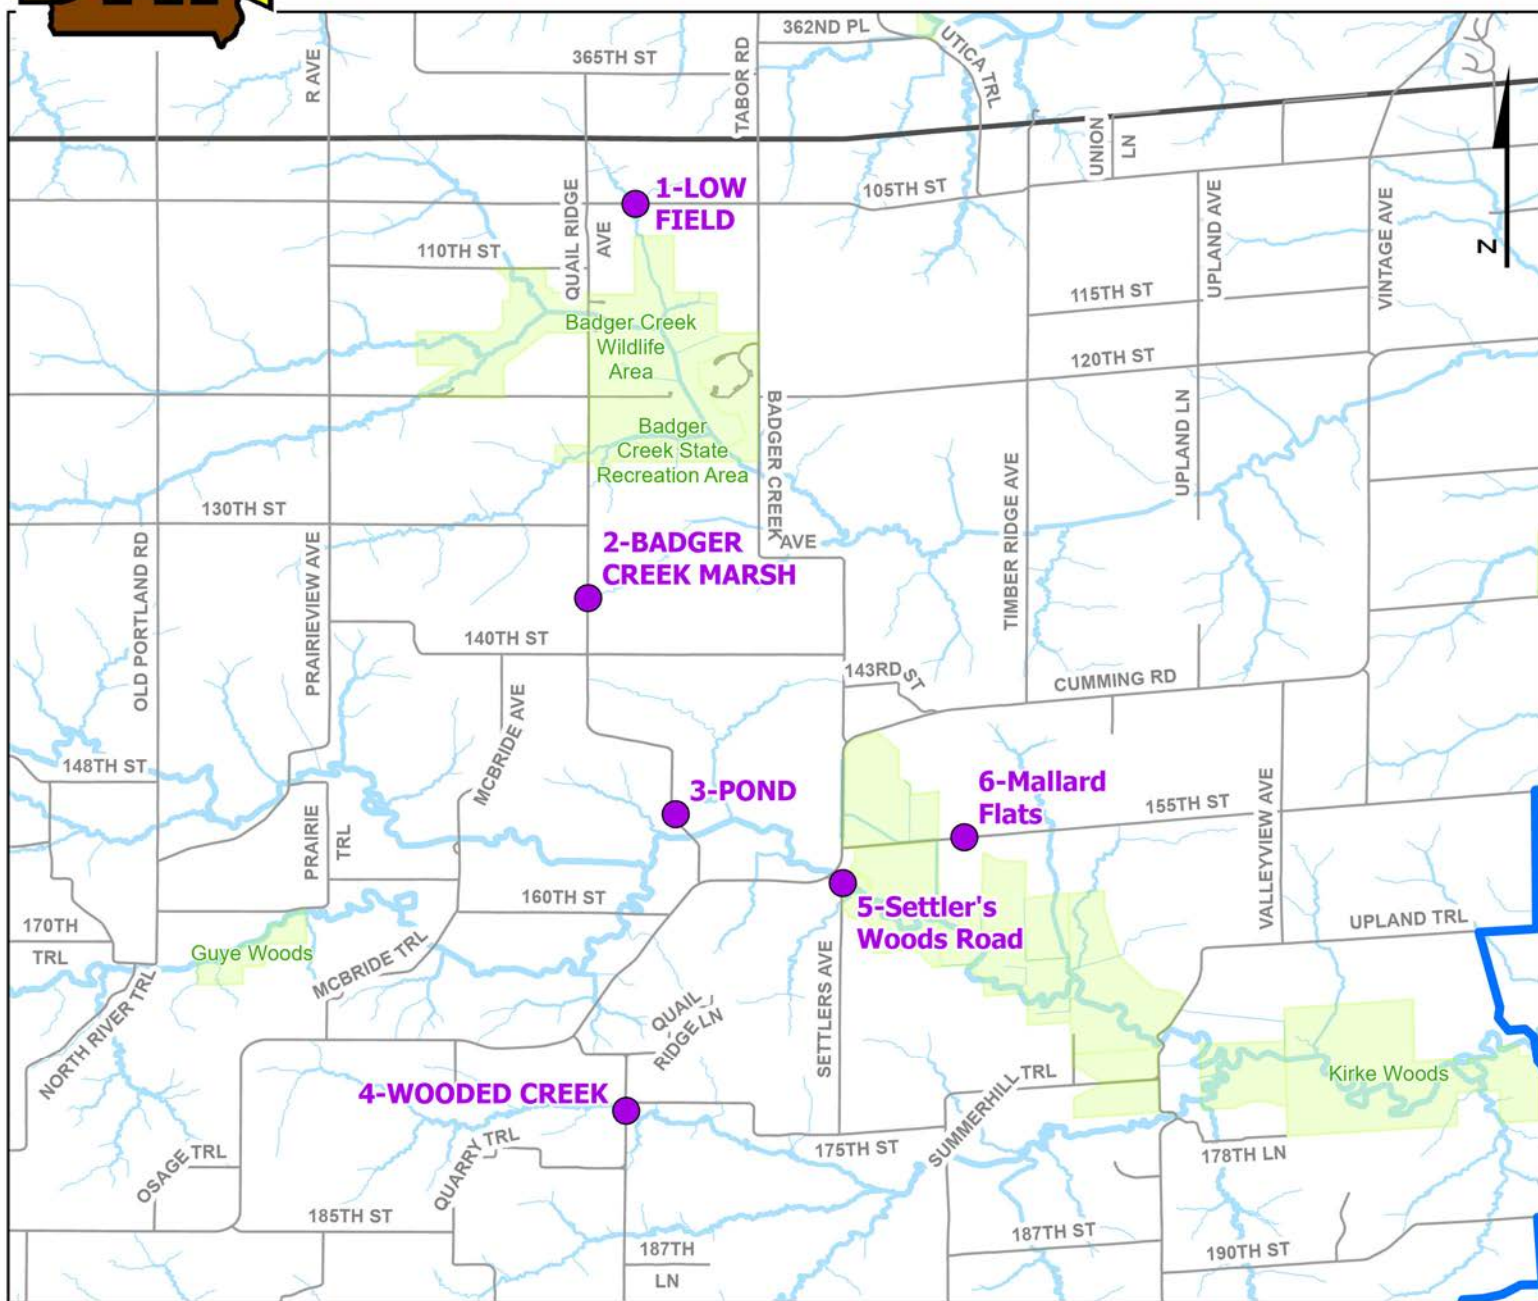 362ND PL
UTICA TRL
365TH ST
R AVE
TABOR RD
UNION
LN
1-LOW
FIELD
105TH ST
QUAIL RIDGE
AVE
UPLAND AVE
VINTAGE AVE
N
110TH ST
115TH ST
Badger Creek
Wildlife
Area
120TH ST
BADGER CREEK
AVE
UPLAND LN
Badger
Creek State
Recreation Area
TIMBER RIDGE AVE
130TH ST
OLD PORTLAND RD
PRAIRIEVIEW AVE
2-BADGER
CREEK MARSH
140TH ST
143RD ST
CUMMING RD
MCBRIDE AVE
148TH ST
3-POND
6-Mallard
Flats
155TH ST
VALLEYVIEW AVE
PRAIRIE
TRL
160TH ST
5-Settler's
Woods Road
UPLAND TRL
170TH
TRL
Guye Woods
MCBRIDE TRL
NORTH RIVER TRL
QUAIL
RIDGE LN
SETTLERS AVE
4-WOODED CREEK
SUMMERHILL TRL
Kirke Woods
OSAGE TRL
QUARRY TRL
175TH ST
178TH LN
185TH ST
187TH
LN
187TH ST
190TH ST